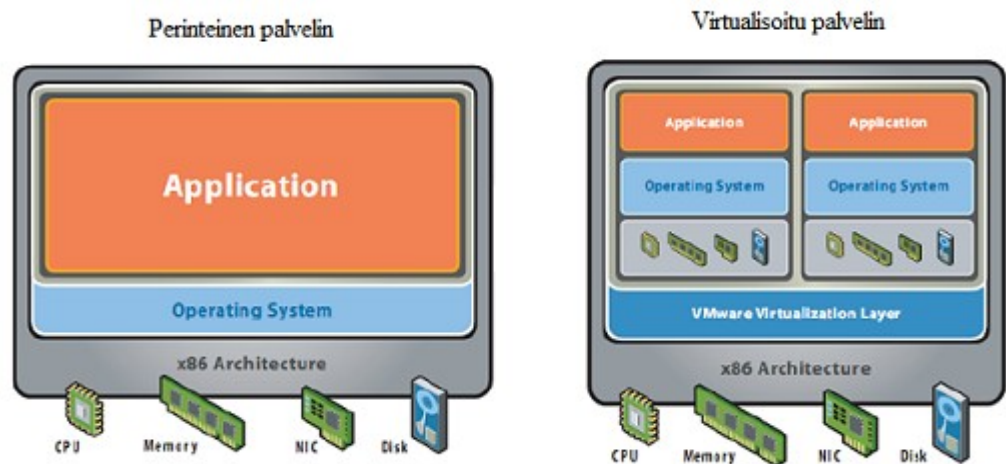 Perinteinen palvelin
Application
Operating System
x86 Architecture
CPU
Memory
NIC
Disk
Virtualisoitu palvelin
Application
Application
Operating System
Operating System
VMware Virtualization Layer
x86 Architecture
CPU
Memory
NIC
Disk